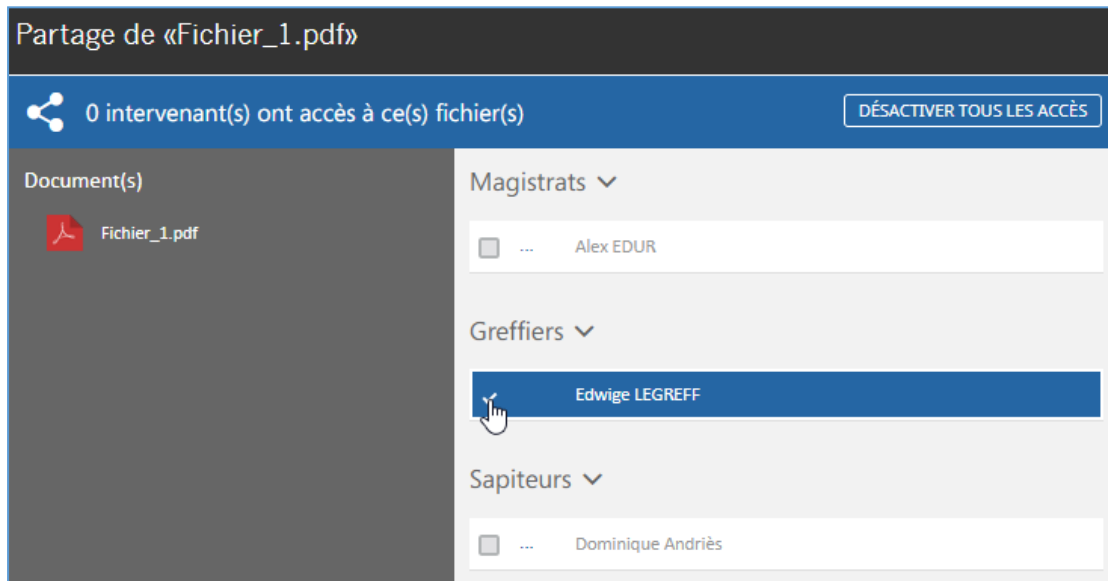 Partage de «Fichier_1.pdf»
0 intervenant(s) ont accès à ce(s) fichier(s)
DÉSACTIVER TOUS LES ACCÈS
Document(s)
Fichier_1.pdf
Magistrats
... Alex EDUR
Greffiers
Edwige LEGREFF
Sapiteurs
... Dominique Andriès